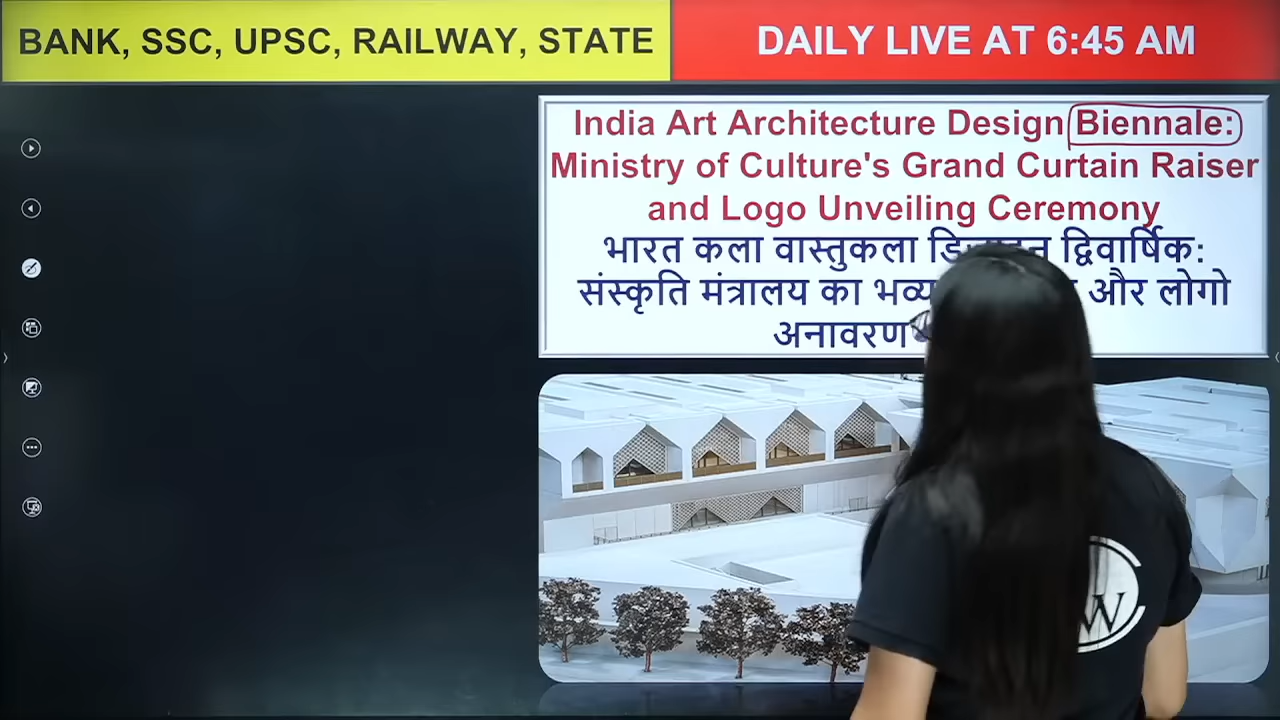 BANK, SSC, UPSC, RAILWAY, STATE
DAILY LIVE AT 6:45 AM
India Art Architecture Design Biennale:
Ministry of Culture's Grand Curtain Raiser
and Logo Unveiling Ceremony
भारत कला वास्तुकला द्विवार्षिक:
संस्कृति मंत्रालय का भव्य और लोगो
अनावरण
W